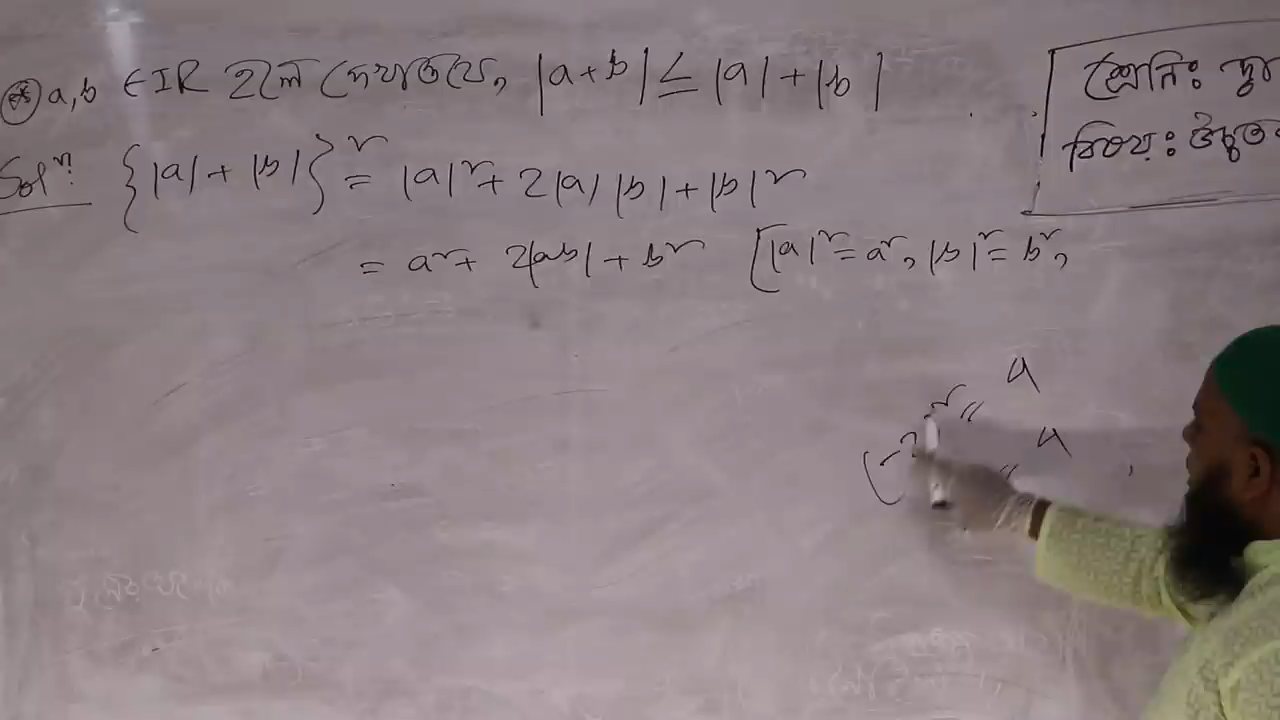 ⊛ a, b ∈ IR হলে দেখাও যে, |a+b| ≤ |a|+|b|
Solⁿ: {|a|+|b|}² = |a|²+2|a||b|+|b|²
= a²+2|ab|+b² [|a|²=a², |b|²=b²,
শ্রেনিঃ
বিষয়ঃ
a
a